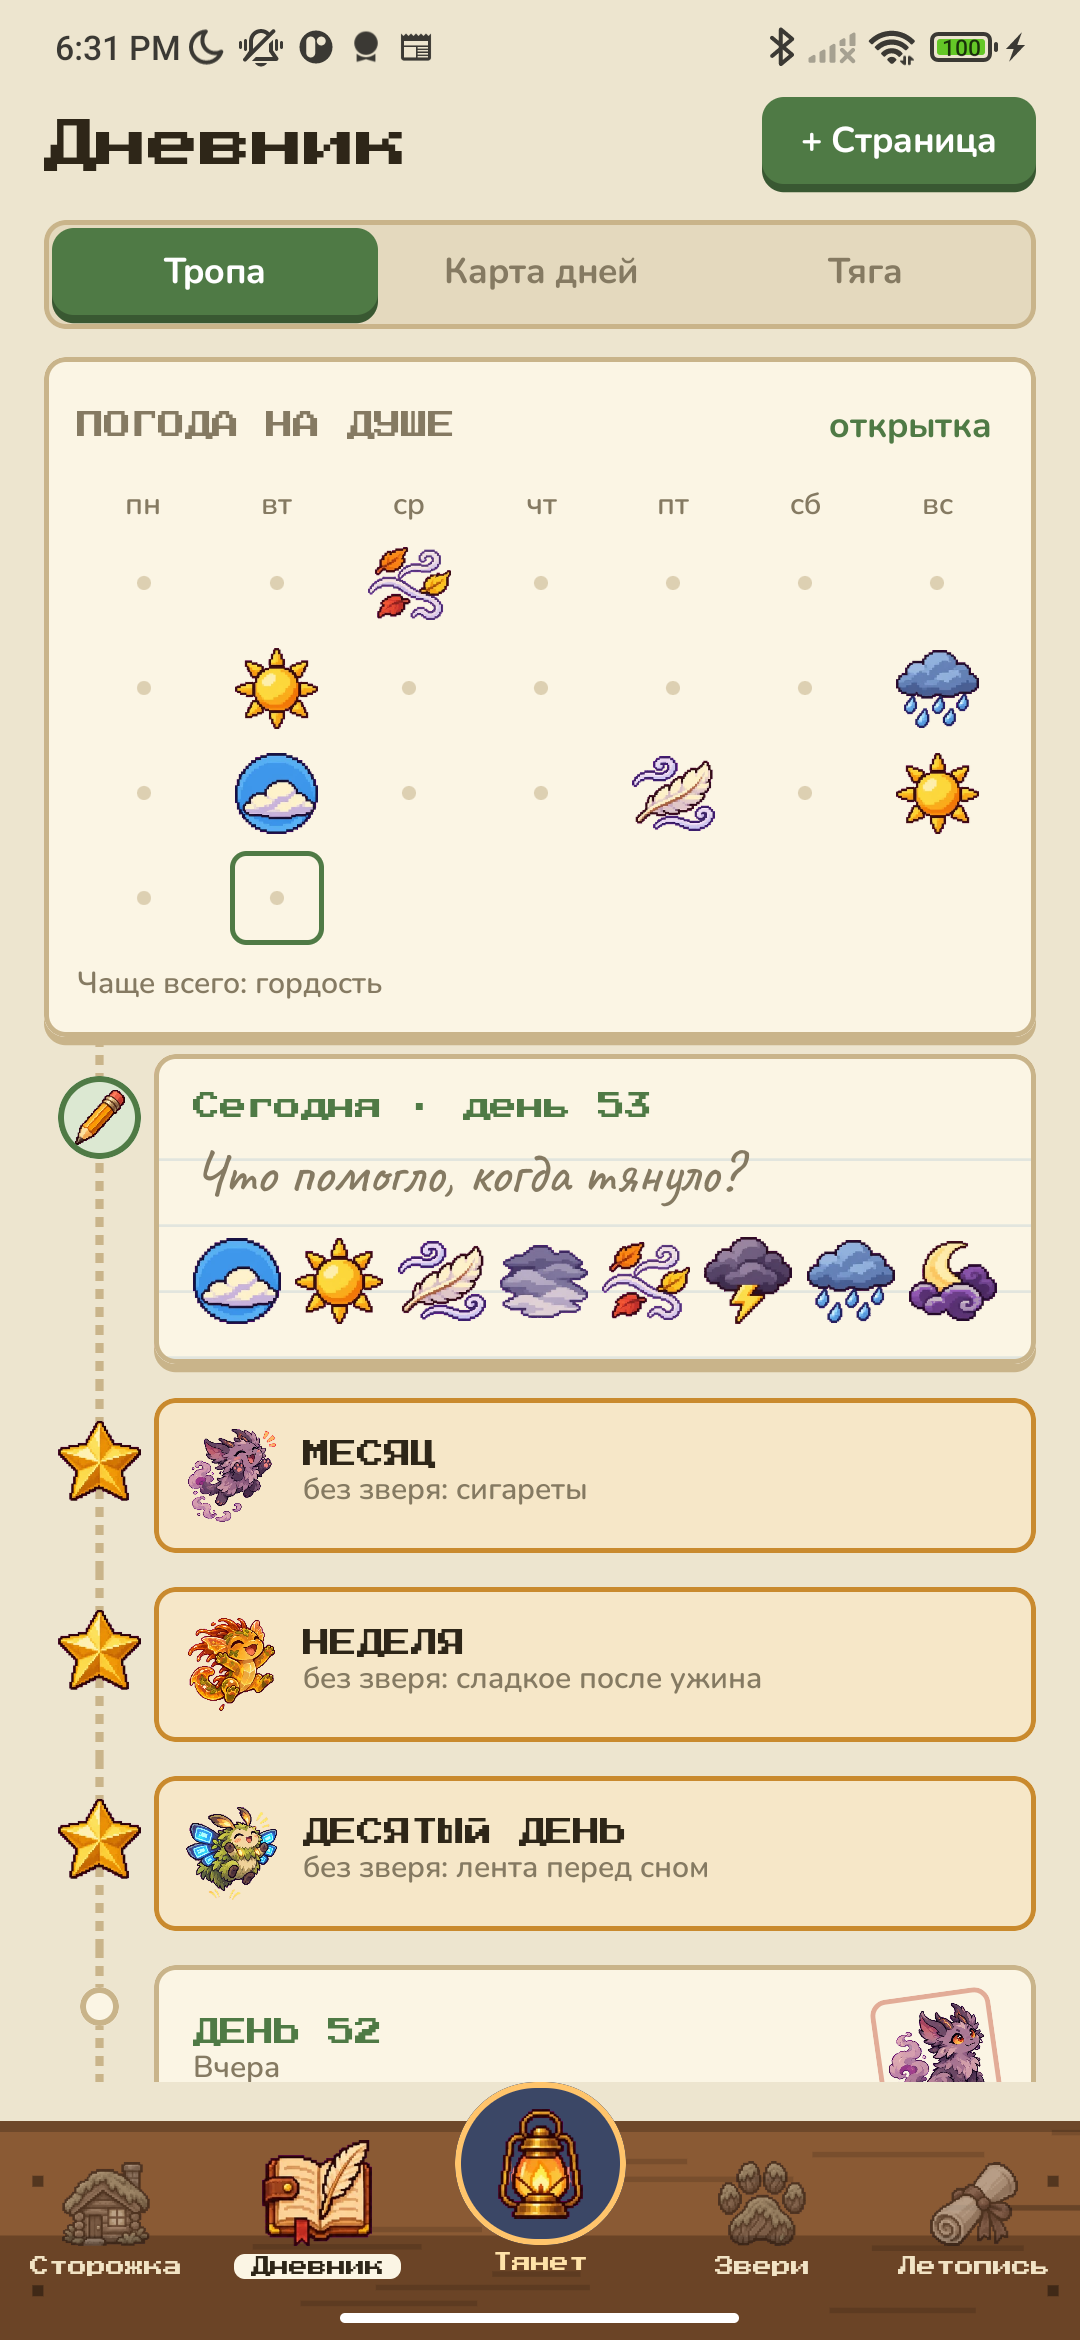 6:31 PM
100
Дневник
+ Страница
Тропа
Карта дней
Тяга
ПОГОДА НА ДУШЕ
открытка
пн вт ср чт пт сб вс
Чаще всего: гордость
Сегодня · день 53
Что помогло, когда тянуло?
МЕСЯЦ
без зверя: сигареты
НЕДЕЛЯ
без зверя: сладкое после ужина
ДЕСЯТЫЙ ДЕНЬ
без зверя: лента перед сном
ДЕНЬ 52
Вчера
Сторожка
Дневник
Тянет
Звери
Летопись